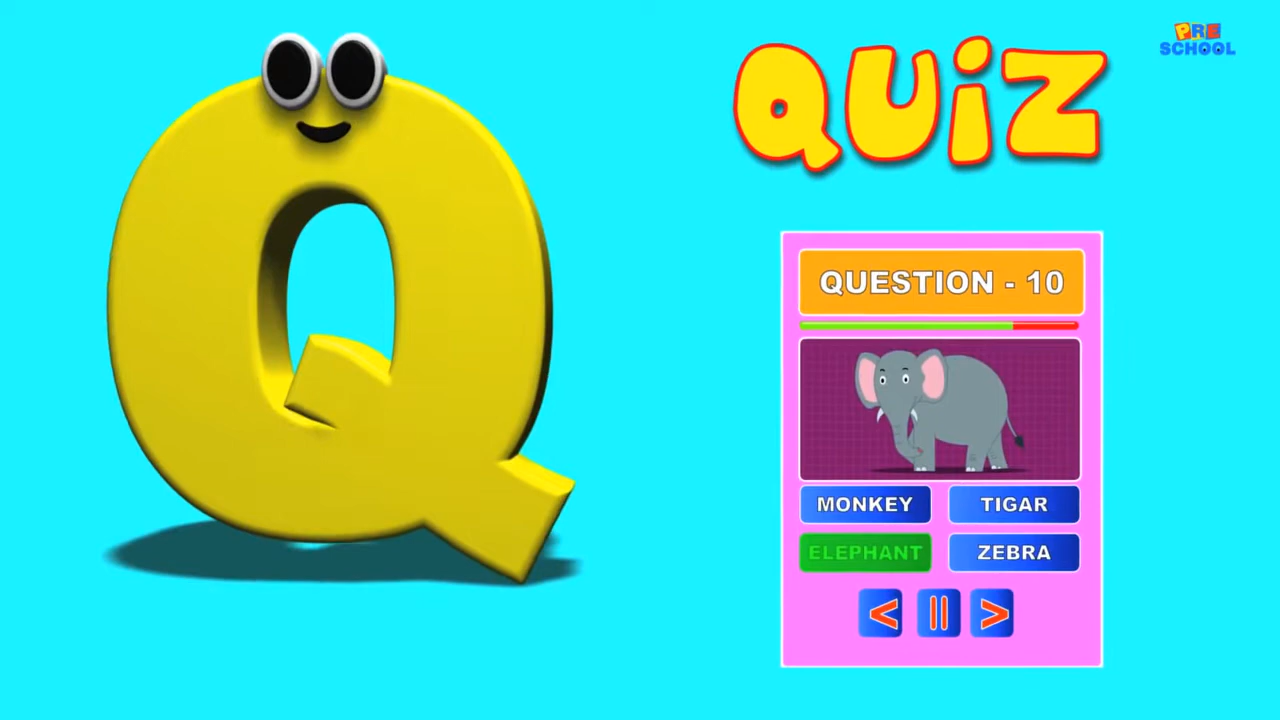 Q
QUiZ
PRE
SCHOOL
QUESTION - 10
MONKEY
TIGAR
ELEPHANT
ZEBRA
< || >